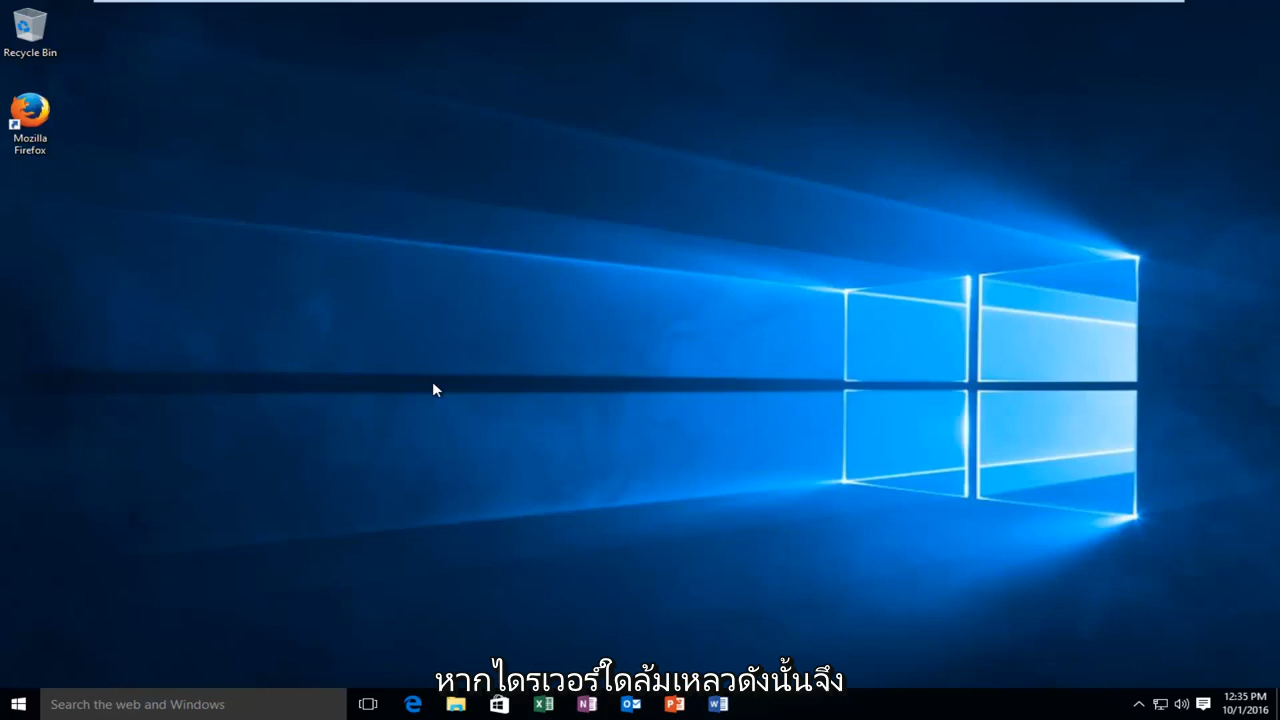 Recycle Bin
Mozilla
Firefox
หากไดรเวอร์ใดล้มเหลวดังนั้นจึง
Search the web and Windows
12:35 PM
10/1/2016